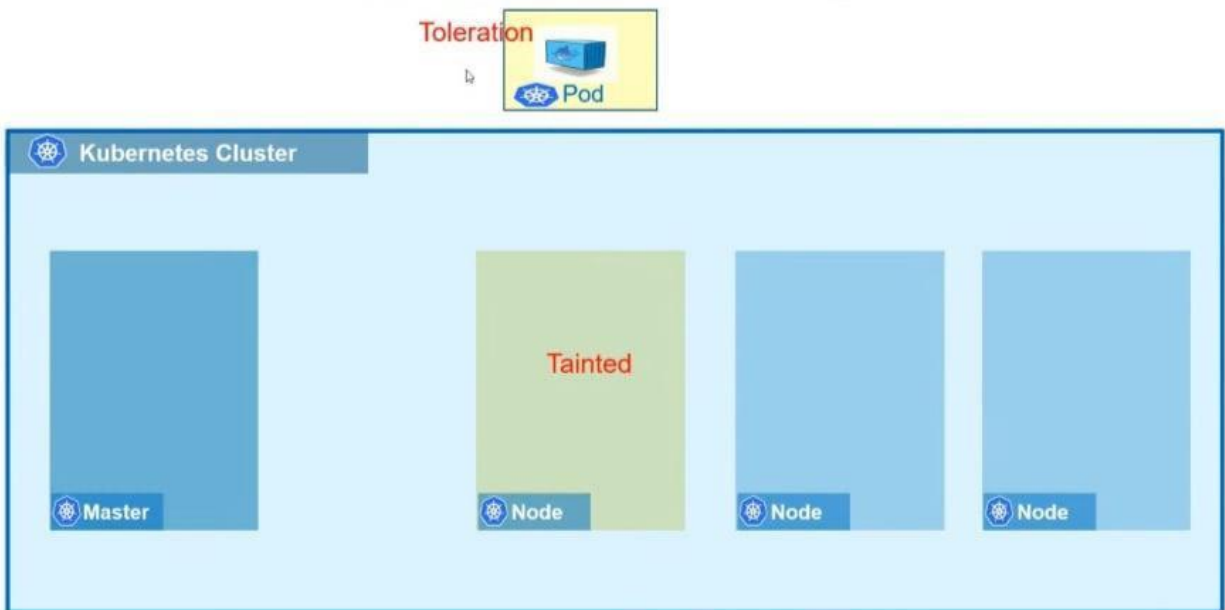 Toleration
Pod
Kubernetes Cluster
Tainted
Master
Node
Node
Node